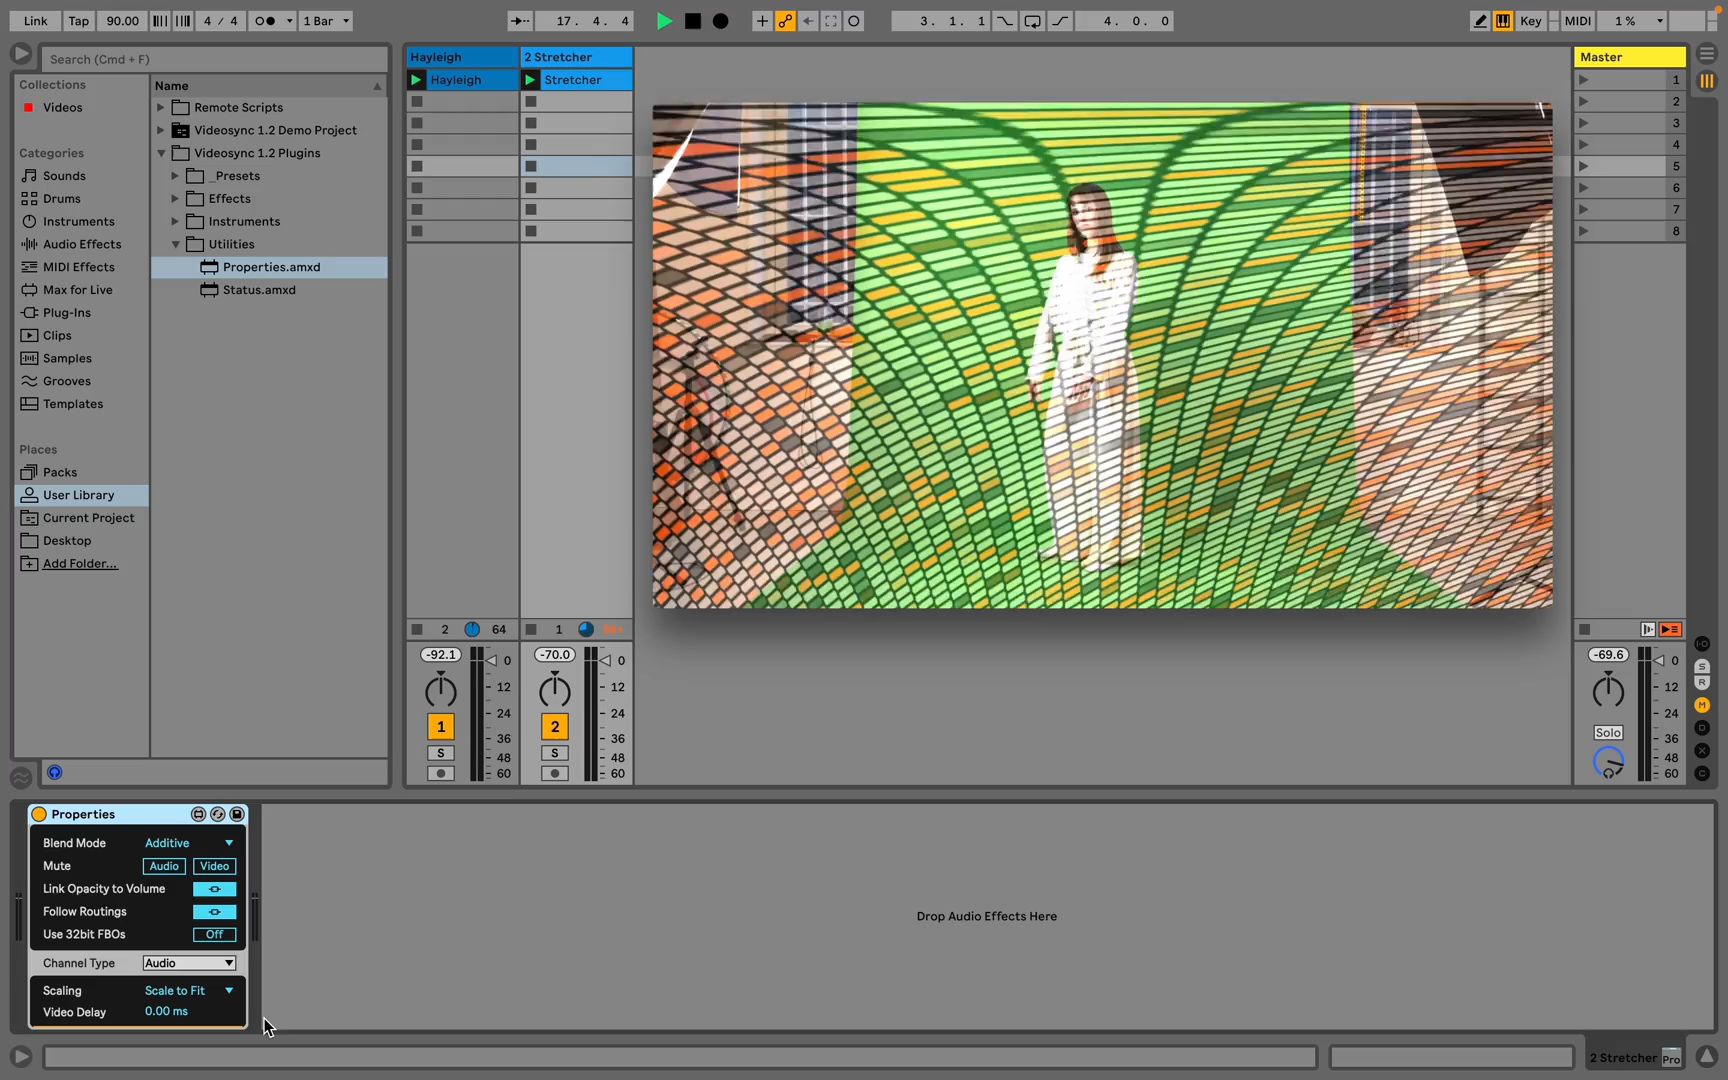 Link Tap 90.00 4 / 4 1 Bar 17. 4. 4 3. 1. 1 4. 0. 0 Key MIDI 1 %
Search (Cmd + F)
Collections
Videos
Categories
Sounds
Drums
Instruments
Audio Effects
MIDI Effects
Max for Live
Plug-Ins
Clips
Samples
Grooves
Templates
Places
Packs
User Library
Current Project
Desktop
Add Folder...
Name
Remote Scripts
Videosync 1.2 Demo Project
Videosync 1.2 Plugins
_Presets
Effects
Instruments
Utilities
Properties.amxd
Status.amxd
Hayleigh 2 Stretcher
Hayleigh Stretcher
Master
1
2
3
4
5
6
7
8
2 64 1
-92.1 0 -70.0 0 -69.6 0
12 12 12
24 24 24
1 36 2 36 Solo 36
S 48 S 48 48
60 60 60
S
R
M
D
X
C
Properties
Blend Mode Additive
Mute Audio Video
Link Opacity to Volume
Follow Routings
Use 32bit FBOs Off
Channel Type Audio
Scaling Scale to Fit
Video Delay 0.00 ms
Drop Audio Effects Here
2 Stretcher Pro